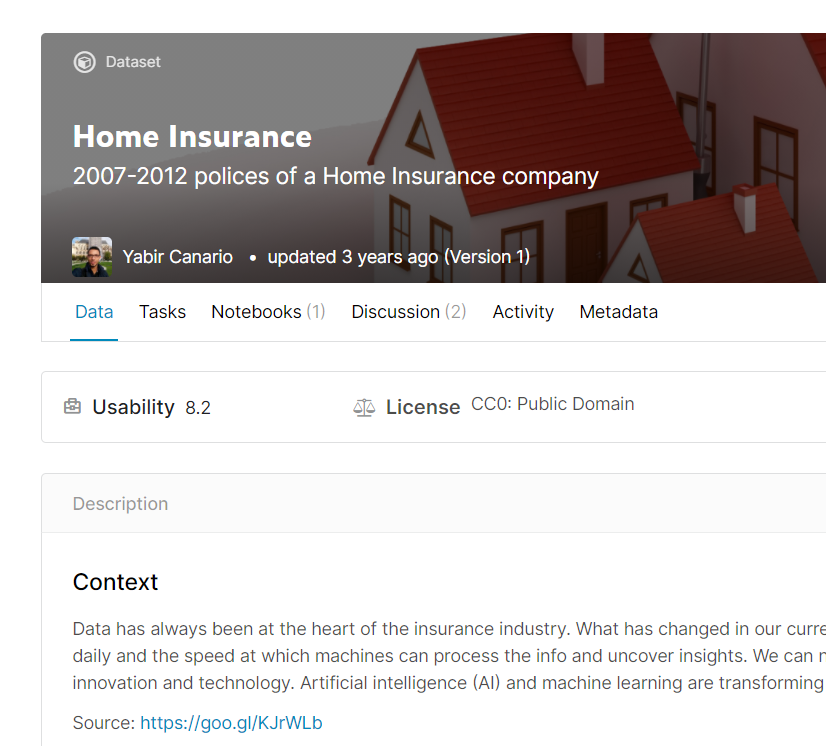 Dataset
Home Insurance
2007-2012 polices of a Home Insurance company
Yabir Canario • updated 3 years ago (Version 1)
Data Tasks Notebooks (1) Discussion (2) Activity Metadata
Usability 8.2 License CC0: Public Domain
Description
Context
Data has always been at the heart of the insurance industry. What has changed in our curre
daily and the speed at which machines can process the info and uncover insights. We can n
innovation and technology. Artificial intelligence (AI) and machine learning are transforming
Source: https://goo.gl/KJrWLb